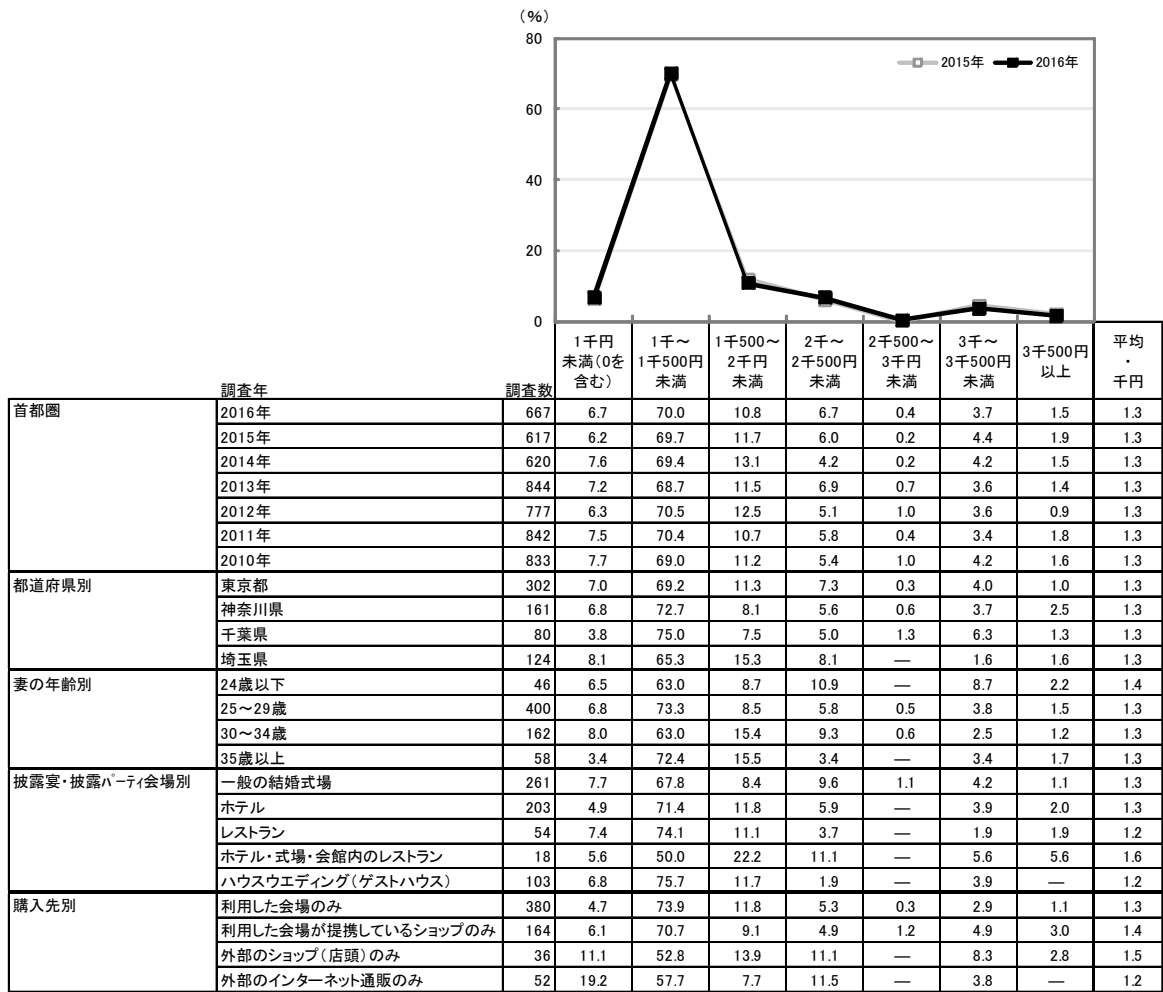 (%)
80
60
40
20
0
2015年 2016年
調査年 調査数 1千円未満(0を含む) 1千～1千500円未満 1千500～2千円未満 2千～2千500円未満 2千500～3千円未満 3千～3千500円未満 3千500円以上 平均・千円
首都圏 2016年 667 6.7 70.0 10.8 6.7 0.4 3.7 1.5 1.3
2015年 617 6.2 69.7 11.7 6.0 0.2 4.4 1.9 1.3
2014年 620 7.6 69.4 13.1 4.2 0.2 4.2 1.5 1.3
2013年 844 7.2 68.7 11.5 6.9 0.7 3.6 1.4 1.3
2012年 777 6.3 70.5 12.5 5.1 1.0 3.6 0.9 1.3
2011年 842 7.5 70.4 10.7 5.8 0.4 3.4 1.8 1.3
2010年 833 7.7 69.0 11.2 5.4 1.0 4.2 1.6 1.3
都道府県別 東京都 302 7.0 69.2 11.3 7.3 0.3 4.0 1.0 1.3
神奈川県 161 6.8 72.7 8.1 5.6 0.6 3.7 2.5 1.3
千葉県 80 3.8 75.0 7.5 5.0 1.3 6.3 1.3 1.3
埼玉県 124 8.1 65.3 15.3 8.1 ― 1.6 1.6 1.3
妻の年齢別 24歳以下 46 6.5 63.0 8.7 10.9 ― 8.7 2.2 1.4
25～29歳 400 6.8 73.3 8.5 5.8 0.5 3.8 1.5 1.3
30～34歳 162 8.0 63.0 15.4 9.3 0.6 2.5 1.2 1.3
35歳以上 58 3.4 72.4 15.5 3.4 ― 3.4 1.7 1.3
披露宴・披露パーティ会場別 一般の結婚式場 261 7.7 67.8 8.4 9.6 1.1 4.2 1.1 1.3
ホテル 203 4.9 71.4 11.8 5.9 ― 3.9 2.0 1.3
レストラン 54 7.4 74.1 11.1 3.7 ― 1.9 1.9 1.2
ホテル・式場・会館内のレストラン 18 5.6 50.0 22.2 11.1 ― 5.6 5.6 1.6
ハウスウエディング(ゲストハウス) 103 6.8 75.7 11.7 1.9 ― 3.9 ― 1.2
購入先別 利用した会場のみ 380 4.7 73.9 11.8 5.3 0.3 2.9 1.1 1.3
利用した会場が提携しているショップのみ 164 6.1 70.7 9.1 4.9 1.2 4.9 3.0 1.4
外部のショップ(店頭)のみ 36 11.1 52.8 13.9 11.1 ― 8.3 2.8 1.5
外部のインターネット通販のみ 52 19.2 57.7 7.7 11.5 ― 3.8 ― 1.2